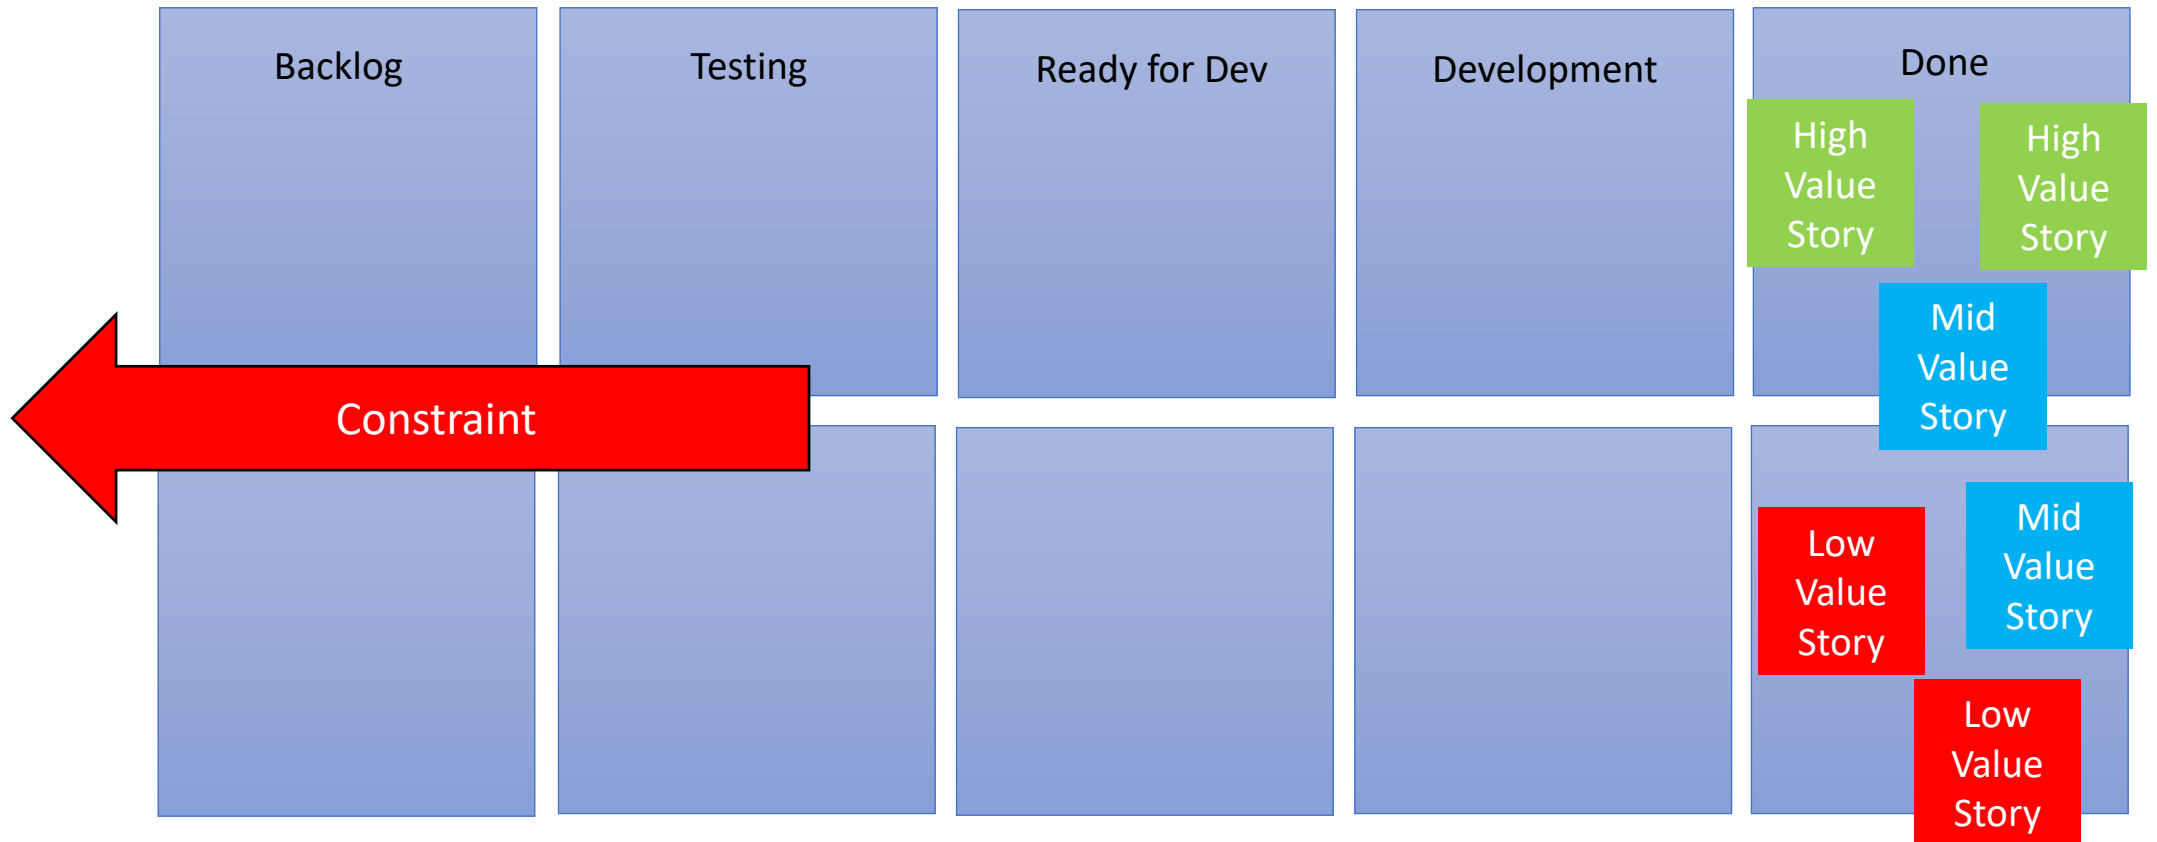 Backlog
Testing
Ready for Dev
Development
Done
High
Value
Story
High
Value
Story
Mid
Value
Story
Constraint
Low
Value
Story
Mid
Value
Story
Low
Value
Story